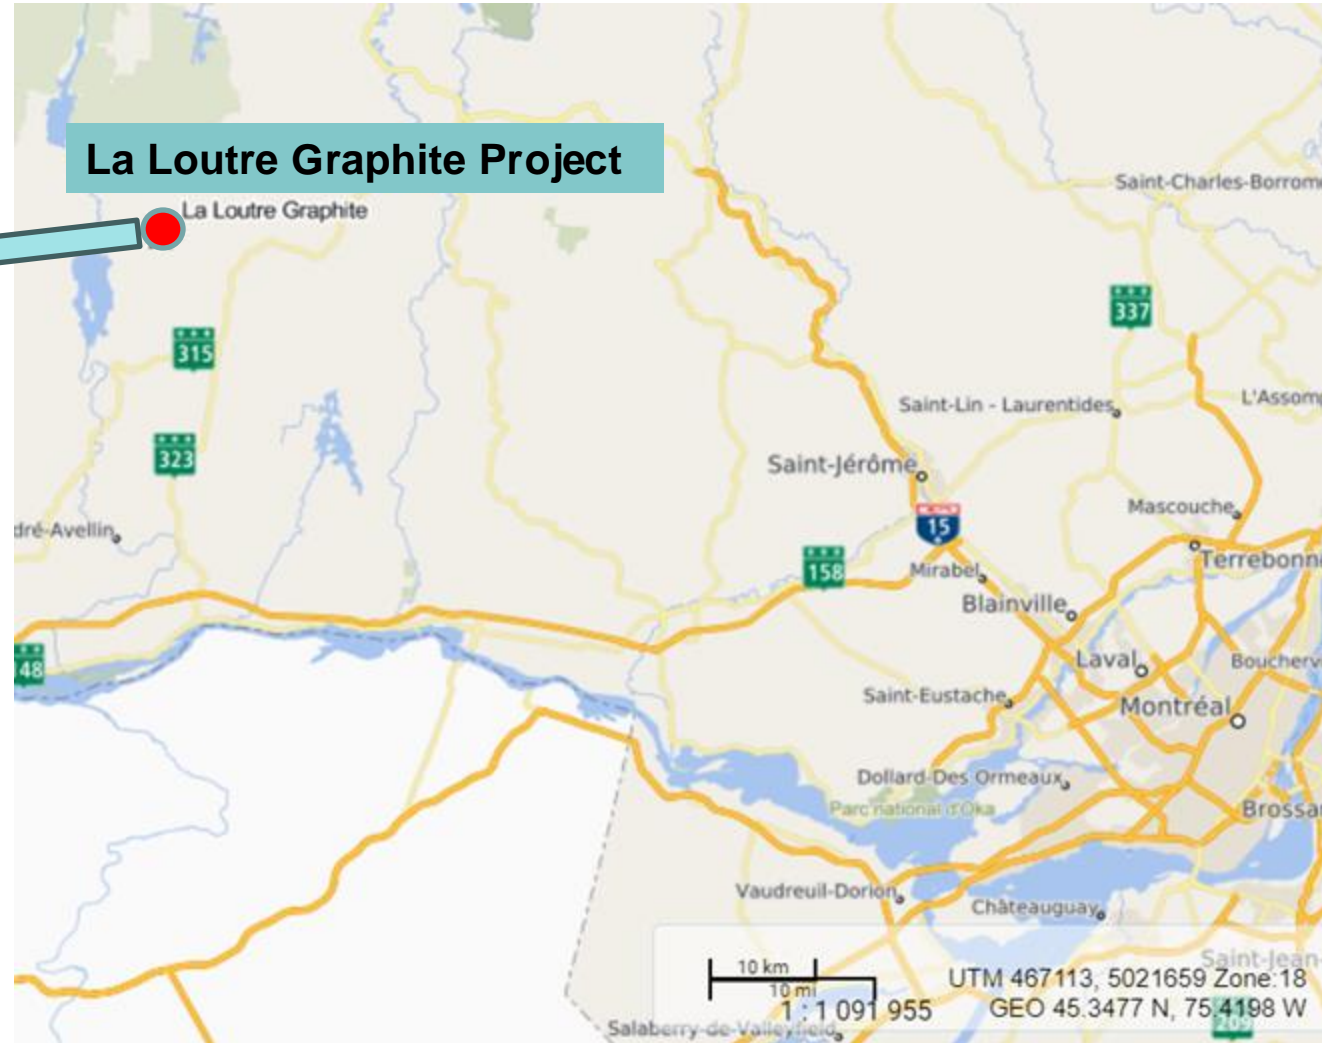 La Loutre Graphite Project
Saint-Charles-Borrom
La Loutre Graphite
337
315
L'Assom
Saint-Lin - Laurentides
323
Saint-Jérôme
Mascouche
15
dré-Avellin
Terrebonn
158
Mirabel
Blainville
148
Laval
Boucherv
Saint-Eustache
Montréal
Dollard-Des Ormeaux
Parc national d'Oka
Brossa
Vaudreuil-Dorion
Châteauguay
Saint-Jean-
10 km
10 mi
UTM 467113, 5021659 Zone:18
1 : 1 091 955
GEO 45.3477 N, 75.4198 W
209
Salaberry-de-Valleyfield